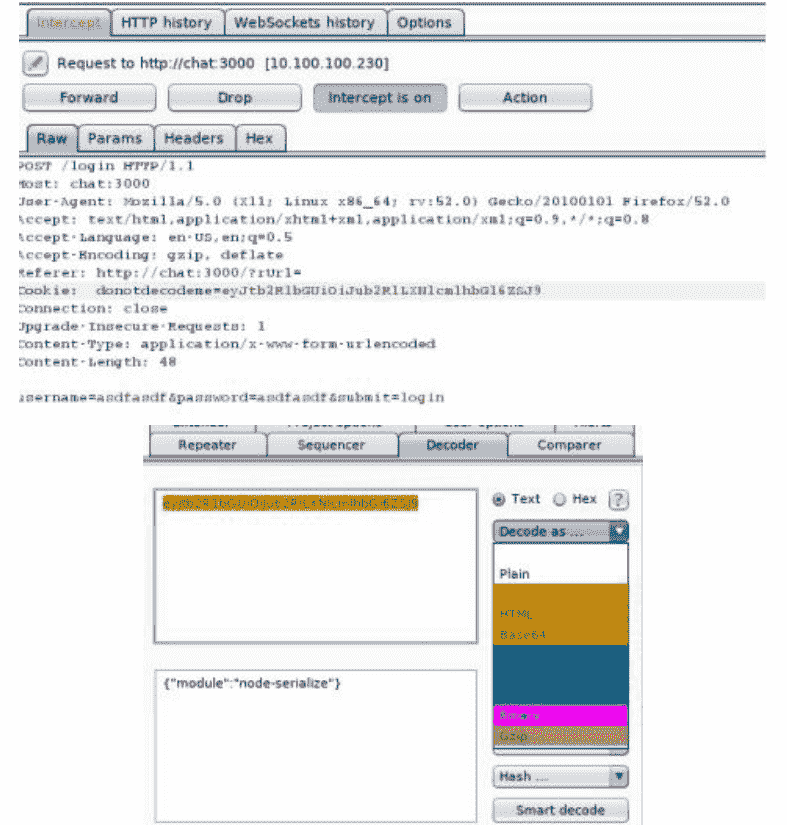 Intercept HTTP history WebSockets history Options
Request to http://chat:3000 [10.100.100.230]
Forward Drop Intercept is on Action
Raw Params Headers Hex
POST /login HTTP/1.1
Host: chat:3000
User-Agent: Mozilla/5.0 (X11; Linux x86_64; rv:52.0) Gecko/20100101 Firefox/52.0
Accept: text/html,application/xhtml+xml,application/xml;q=0.9,*/*;q=0.8
Accept-Language: en-US,en;q=0.5
Accept-Encoding: gzip, deflate
Referer: http://chat:3000/?rUrl=
Cookie: donotdecodeme=eyJtb2R1bGUiOiJub2RlLXNlcmlhbGl6ZSJ9
Connection: close
Upgrade-Insecure-Requests: 1
Content-Type: application/x-www-form-urlencoded
Content-Length: 48
username=asdfasdf&password=asdfasdf&submit=login
Repeater Sequencer Decoder Comparer
Text Hex ?
Decode as ...
Plain
HTML
Base64
Gzip
{"module":"node-serialize"}
Hash ...
Smart decode